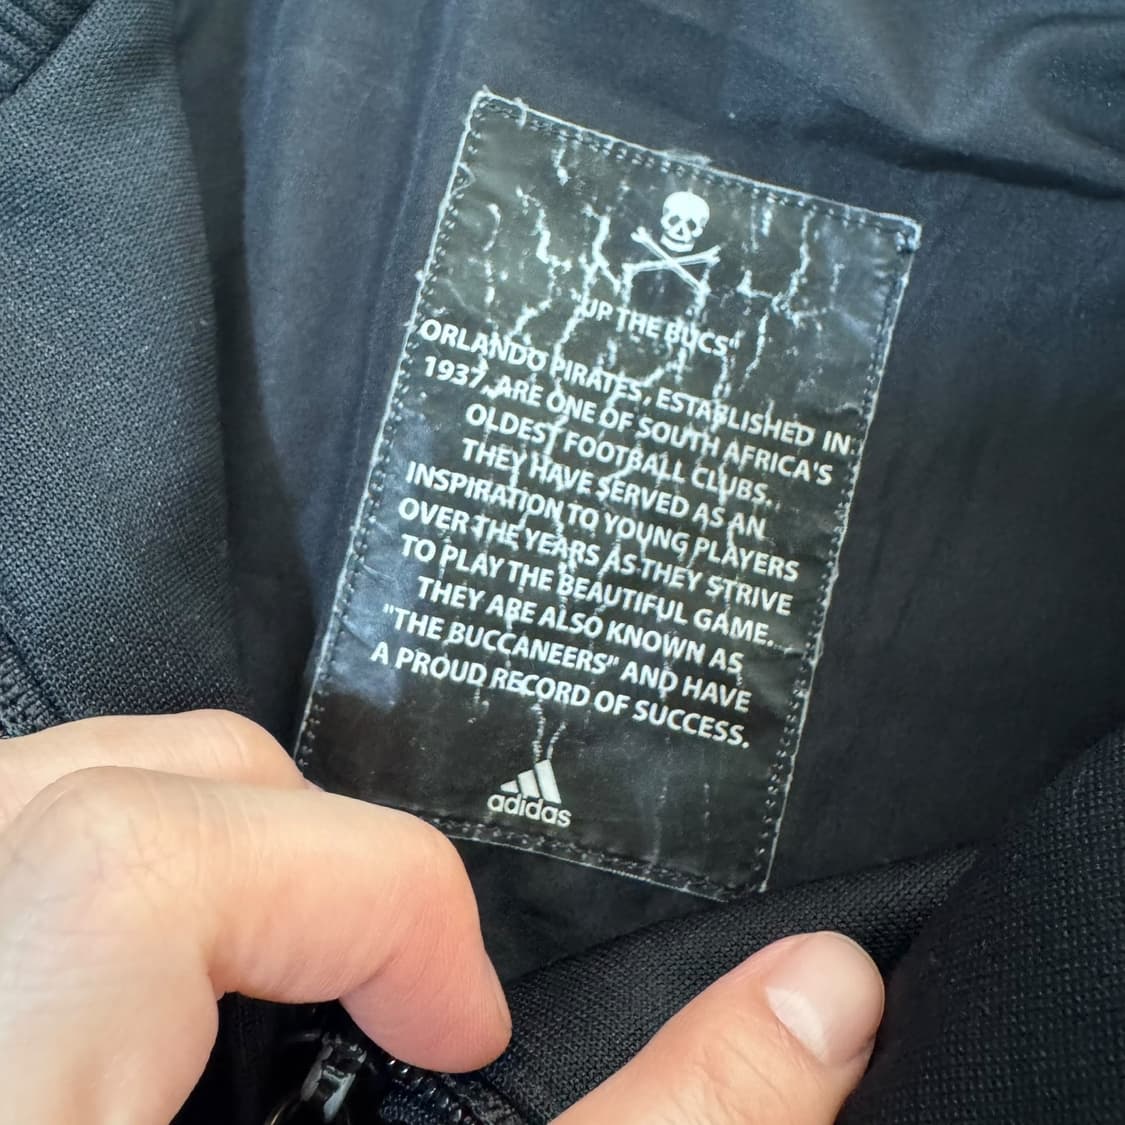 "UP THE BUCS"
ORLANDO PIRATES, ESTABLISHED IN
1937, ARE ONE OF SOUTH AFRICA'S
OLDEST FOOTBALL CLUBS.
THEY HAVE SERVED AS AN
INSPIRATION TO YOUNG PLAYERS
OVER THE YEARS AS THEY STRIVE
TO PLAY THE BEAUTIFUL GAME.
THEY ARE ALSO KNOWN AS
"THE BUCCANEERS" AND HAVE
A PROUD RECORD OF SUCCESS.
adidas